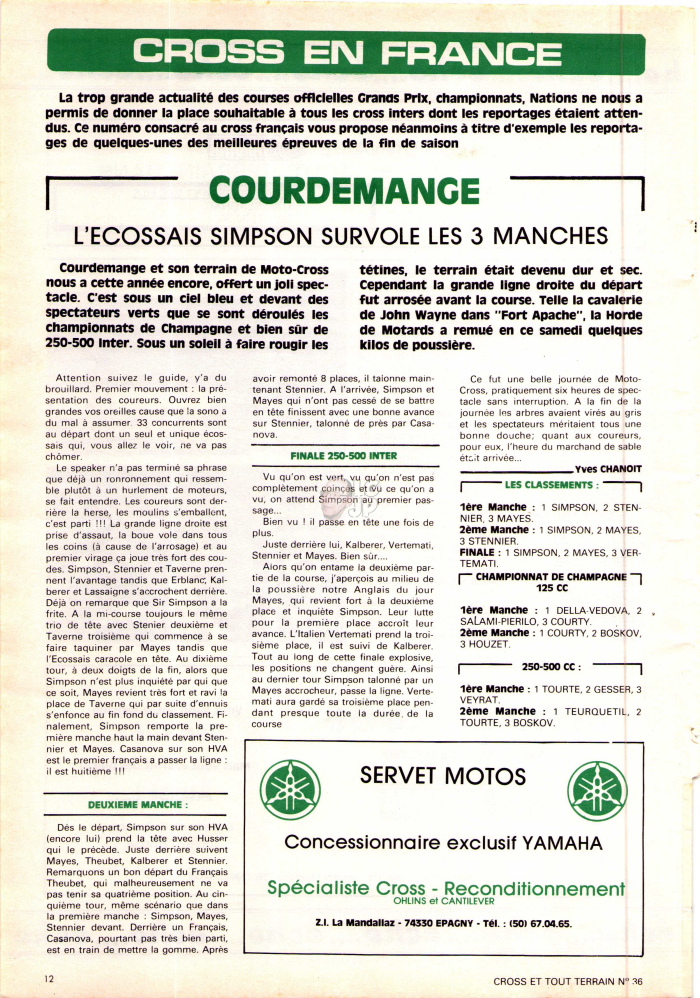 CROSS EN FRANCE
La trop grande actualité des courses officielles Grands Prix, championnats, Nations ne nous a
permis de donner la place souhaitable à tous les cross inters dont les reportages étaient atten-
dus. Ce numéro consacré au cross français vous propose néanmoins à titre d'exemple les reporta-
ges de quelques-unes des meilleures épreuves de la fin de saison
COURDEMANGE
L'ECOSSAIS SIMPSON SURVOLE LES 3 MANCHES
Courdemange et son terrain de Moto-Cross
nous a cette année encore, offert un joli spec-
tacle. C'est sous un ciel bleu et devant des
spectateurs verts que se sont déroulés les
championnats de Champagne et bien sûr de
250-500 Inter. Sous un soleil à faire rougir les
tétines, le terrain était devenu dur et sec.
Cependant la grande ligne droite du départ
fut arrosée avant la course. Telle la cavalerie
de John Wayne dans "Fort Apache", la Horde
de Motards a remué en ce samedi quelques
kilos de poussière.
Attention suivez le guide, y'a du
brouillard. Premier mouvement : la pré-
sentation des coureurs. Ouvrez bien
grandes vos oreilles cause que la sono a
du mal à assumer. 33 concurrents sont
au départ dont un seul et unique écos-
sais qui, vous allez le voir, ne va pas
chômer.
Le speaker n'a pas terminé sa phrase
que déjà un ronronnement qui ressem-
ble plutôt à un hurlement de moteurs,
se fait entendre. Les coureurs sont der-
rière la herse, les moulins s'emballent,
c'est parti !!! La grande ligne droite est
prise d'assaut, la boue vole dans tous
les coins (à cause de l'arrosage) et au
premier virage ça joue très fort des cou-
des. Simpson, Stennier et Taverne pren-
nent l'avantage tandis que Erblanc, Kal-
berer et Lassaigne s'accrochent derrière.
Déjà on remarque que Sir Simpson a la
frite. A la mi-course toujours le même
trio de tête avec Stenier deuxième et
Taverne troisième qui commence à se
faire taquiner par Mayes tandis que
l'Ecossais caracole en tête. Au dixième
tour, à deux doigts de la fin, alors que
Simpson n'est plus inquiété par qui que
ce soit, Mayes revient très fort et ravi la
place de Taverne qui par suite d'ennuis
s'enfonce au fin fond du classement. Fi-
nalement, Simpson remporte la pre-
mière manche haut la main devant Sten-
nier et Mayes. Casanova sur son HVA
est le premier français a passer la ligne :
il est huitième !!!
DEUXIEME MANCHE :
Dés le départ, Simpson sur son HVA
(encore lui) prend la tête avec Husser
qui le précède. Juste derrière suivent
Mayes, Theubet, Kalberer et Stennier.
Remarquons un bon départ du Français
Theubet, qui malheureusement ne va
pas tenir sa quatrième position. Au cin-
quième tour, même scénario que dans
la première manche : Simpson, Mayes,
Stennier devant. Derrière un Français,
Casanova, pourtant pas très bien parti,
est en train de mettre la gomme. Après
avoir remonté 8 places, il talonne main-
tenant Stennier. A l'arrivée, Simpson et
Mayes qui n'ont pas cessé de se battre
en tête finissent avec une bonne avance
sur Stennier, talonné de près par Casa-
nova.
FINALE 250-500 INTER
Vu qu'on est vert, vu qu'on n'est pas
complètement coincés et vu ce qu'on a
vu, on attend Simpson au premier pas-
sage...
Bien vu ! il passe en tête une fois de
plus.
Juste derrière lui, Kalberer, Vertemati,
Stennier et Mayes. Bien sûr....
Alors qu'on entame la deuxième par-
tie de la course, j'aperçois au milieu de
la poussière notre Anglais du jour
Mayes, qui revient fort à la deuxième
place et inquiète Simpson. Leur lutte
pour la première place accroît leur
avance. L'Italien Vertemati prend la troi-
sième place, il est suivi de Kalberer.
Tout au long de cette finale explosive,
les positions ne changent guère. Ainsi
au dernier tour Simpson talonné par un
Mayes accrocheur, passe la ligne. Verte-
mati aura gardé sa troisième place pen-
dant presque toute la durée de la
course
Ce fut une belle journée de Moto-
Cross, pratiquement six heures de spec-
tacle sans interruption. A la fin de la
journée les arbres avaient virés au gris
et les spectateurs méritaient tous une
bonne douche; quant aux coureurs,
pour eux, l'heure du marchand de sable
était arrivée...
Yves CHANOIT
LES CLASSEMENTS :
1ère Manche : 1 SIMPSON, 2 STEN-
NIER, 3 MAYES.
2ème Manche : 1 SIMPSON, 2 MAYES,
3 STENNIER.
FINALE : 1 SIMPSON, 2 MAYES, 3 VER-
TEMATI.
CHAMPIONNAT DE CHAMPAGNE
125 CC
1ère Manche : 1 DELLA-VEDOVA, 2
SALAMI-PIERILO, 3 COURTY.
2ème Manche : 1 COURTY, 2 BOSKOV,
3 HOUZET.
250-500 CC :
1ère Manche : 1 TOURTE, 2 GESSER, 3
VEYRAT.
2ème Manche : 1 TEURQUETIL, 2
TOURTE, 3 BOSKOV.
SERVET MOTOS
Concessionnaire exclusif YAMAHA
Spécialiste Cross - Reconditionnement
OHLINS et CANTILEVER
Z.I. La Mandallaz - 74330 EPAGNY - Tél. : (50) 67.04.65.
12
CROSS ET TOUT TERRAIN N° 36